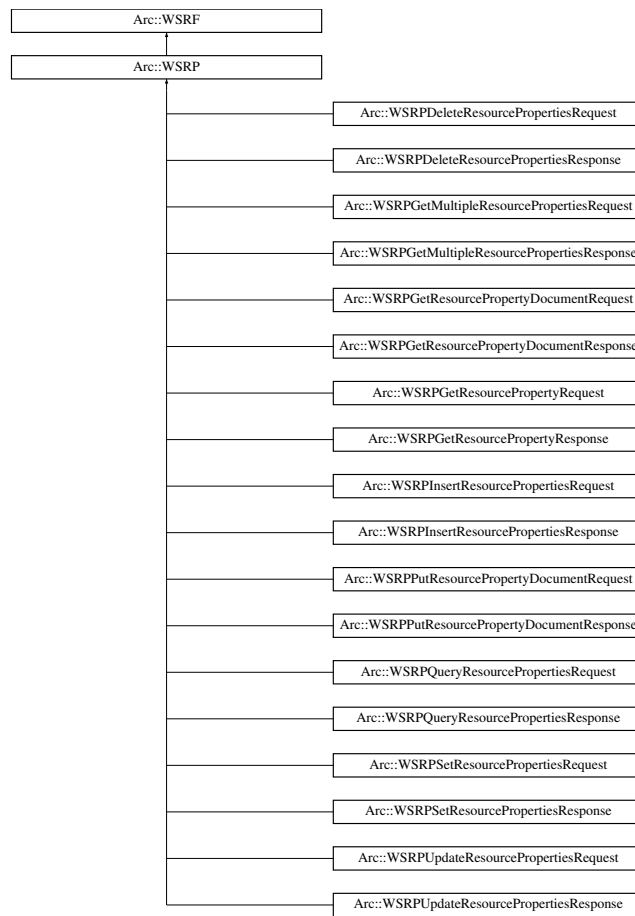 Arc::WSRF
Arc::WSRP
Arc::WSRPDeleteResourcePropertiesRequest
Arc::WSRPDeleteResourcePropertiesResponse
Arc::WSRPGetMultipleResourcePropertiesRequest
Arc::WSRPGetMultipleResourcePropertiesResponse
Arc::WSRPGetResourcePropertyDocumentRequest
Arc::WSRPGetResourcePropertyDocumentResponse
Arc::WSRPGetResourcePropertyRequest
Arc::WSRPGetResourcePropertyResponse
Arc::WSRPInsertResourcePropertiesRequest
Arc::WSRPInsertResourcePropertiesResponse
Arc::WSRPPutResourcePropertyDocumentRequest
Arc::WSRPPutResourcePropertyDocumentResponse
Arc::WSRPQueryResourcePropertiesRequest
Arc::WSRPQueryResourcePropertiesResponse
Arc::WSRPSetResourcePropertiesRequest
Arc::WSRPSetResourcePropertiesResponse
Arc::WSRPUpdateResourcePropertiesRequest
Arc::WSRPUpdateResourcePropertiesResponse